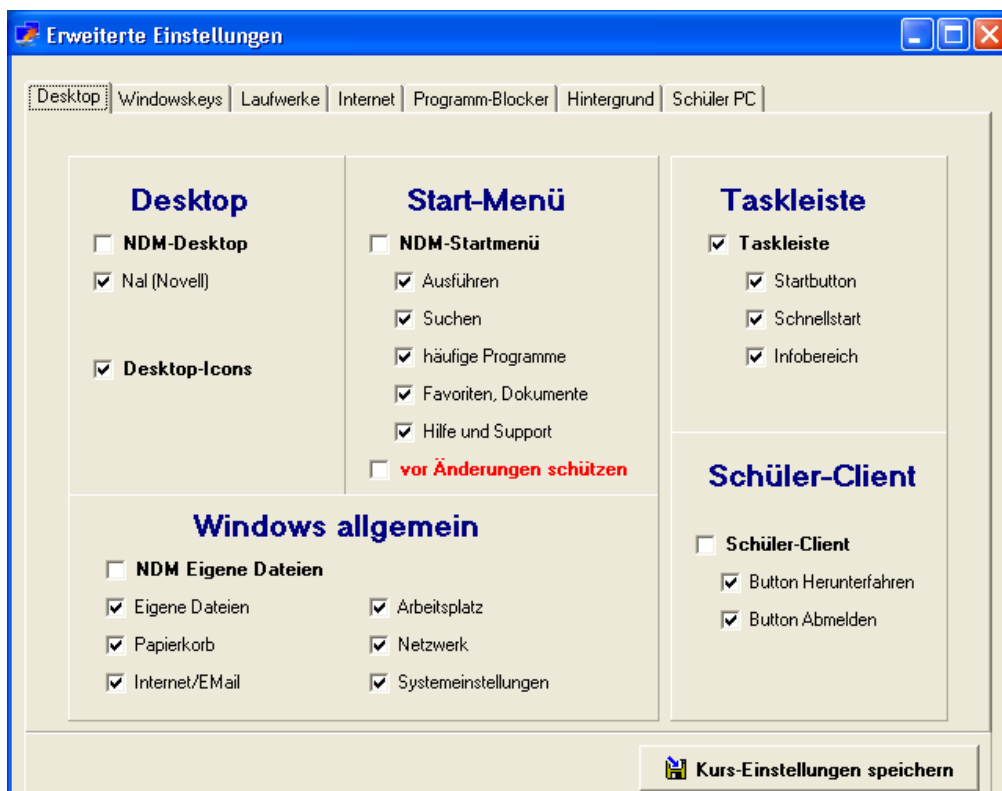 Erweiterte Einstellungen
Desktop Windowskeys Laufwerke Internet Programm-Blocker Hintergrund Schüler PC
Desktop
NDM-Desktop
Nal (Novell)
Desktop-Icons
Start-Menü
NDM-Startmenü
Ausführen
Suchen
häufige Programme
Favoriten, Dokumente
Hilfe und Support
vor Änderungen schützen
Taskleiste
Taskleiste
Startbutton
Schnellstart
Infobereich
Windows allgemein
NDM Eigene Dateien
Eigene Dateien Arbeitsplatz
Papierkorb Netzwerk
Internet/EMail Systemeinstellungen
Schüler-Client
Schüler-Client
Button Herunterfahren
Button Abmelden
Kurs-Einstellungen speichern